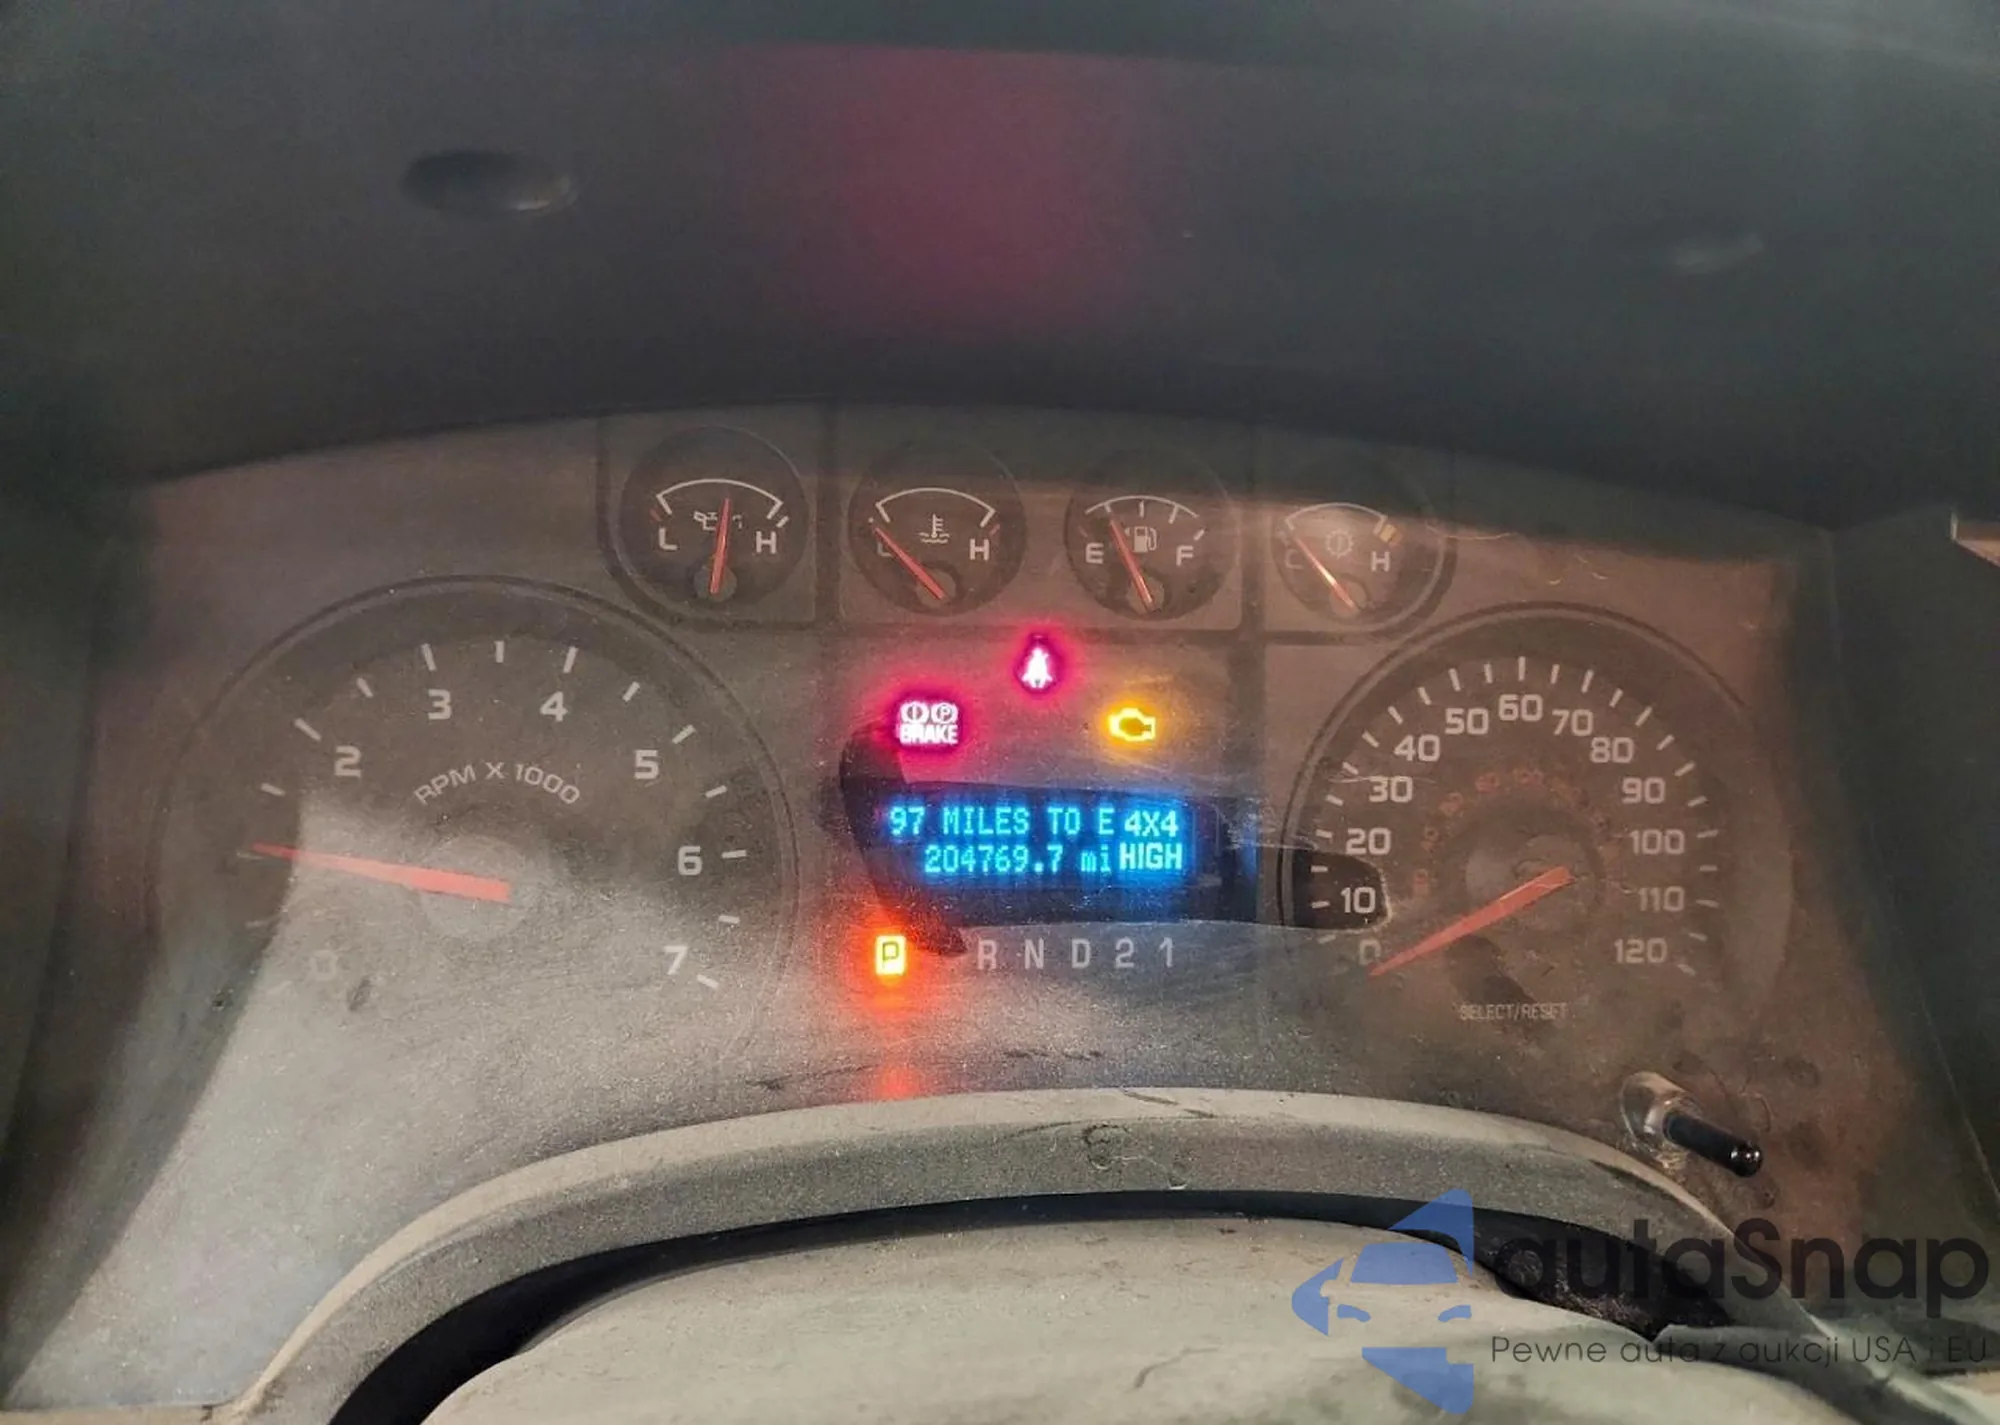 L H
L H
E F
C H
0 2 3 4 5 6 7
RPM X 1000
BRAKE
97 MILES TO E 4X4
204769.7 mi HIGH
P R N D 2 1
0 10 20 30 40 50 60 70 80 90 100 110 120
SELECT/RESET
autaSnap
Pewne auta z aukcji USA i EU